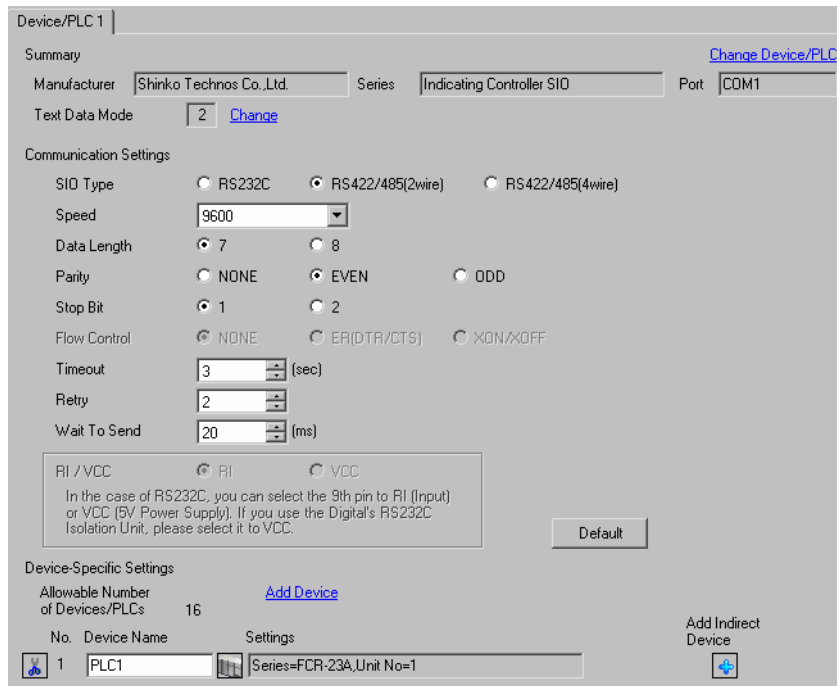 Device/PLC 1
Summary
Change Device/PLC
Manufacturer Shinko Technos Co.,Ltd. Series Indicating Controller SIO Port COM1
Text Data Mode 2 Change
Communication Settings
SIO Type RS232C RS422/485(2wire) RS422/485(4wire)
Speed 9600
Data Length 7 8
Parity NONE EVEN ODD
Stop Bit 1 2
Flow Control NONE ER(DTR/CTS) XON/XOFF
Timeout 3 (sec)
Retry 2
Wait To Send 20 (ms)
RI / VCC RI VCC
In the case of RS232C, you can select the 9th pin to RI (Input)
or VCC (5V Power Supply). If you use the Digital's RS232C
Isolation Unit, please select it to VCC.
Default
Device-Specific Settings
Allowable Number
of Devices/PLCs 16
Add Device
Add Indirect
Device
No. Device Name Settings
1 PLC1 Series=FCR-23A,Unit No=1